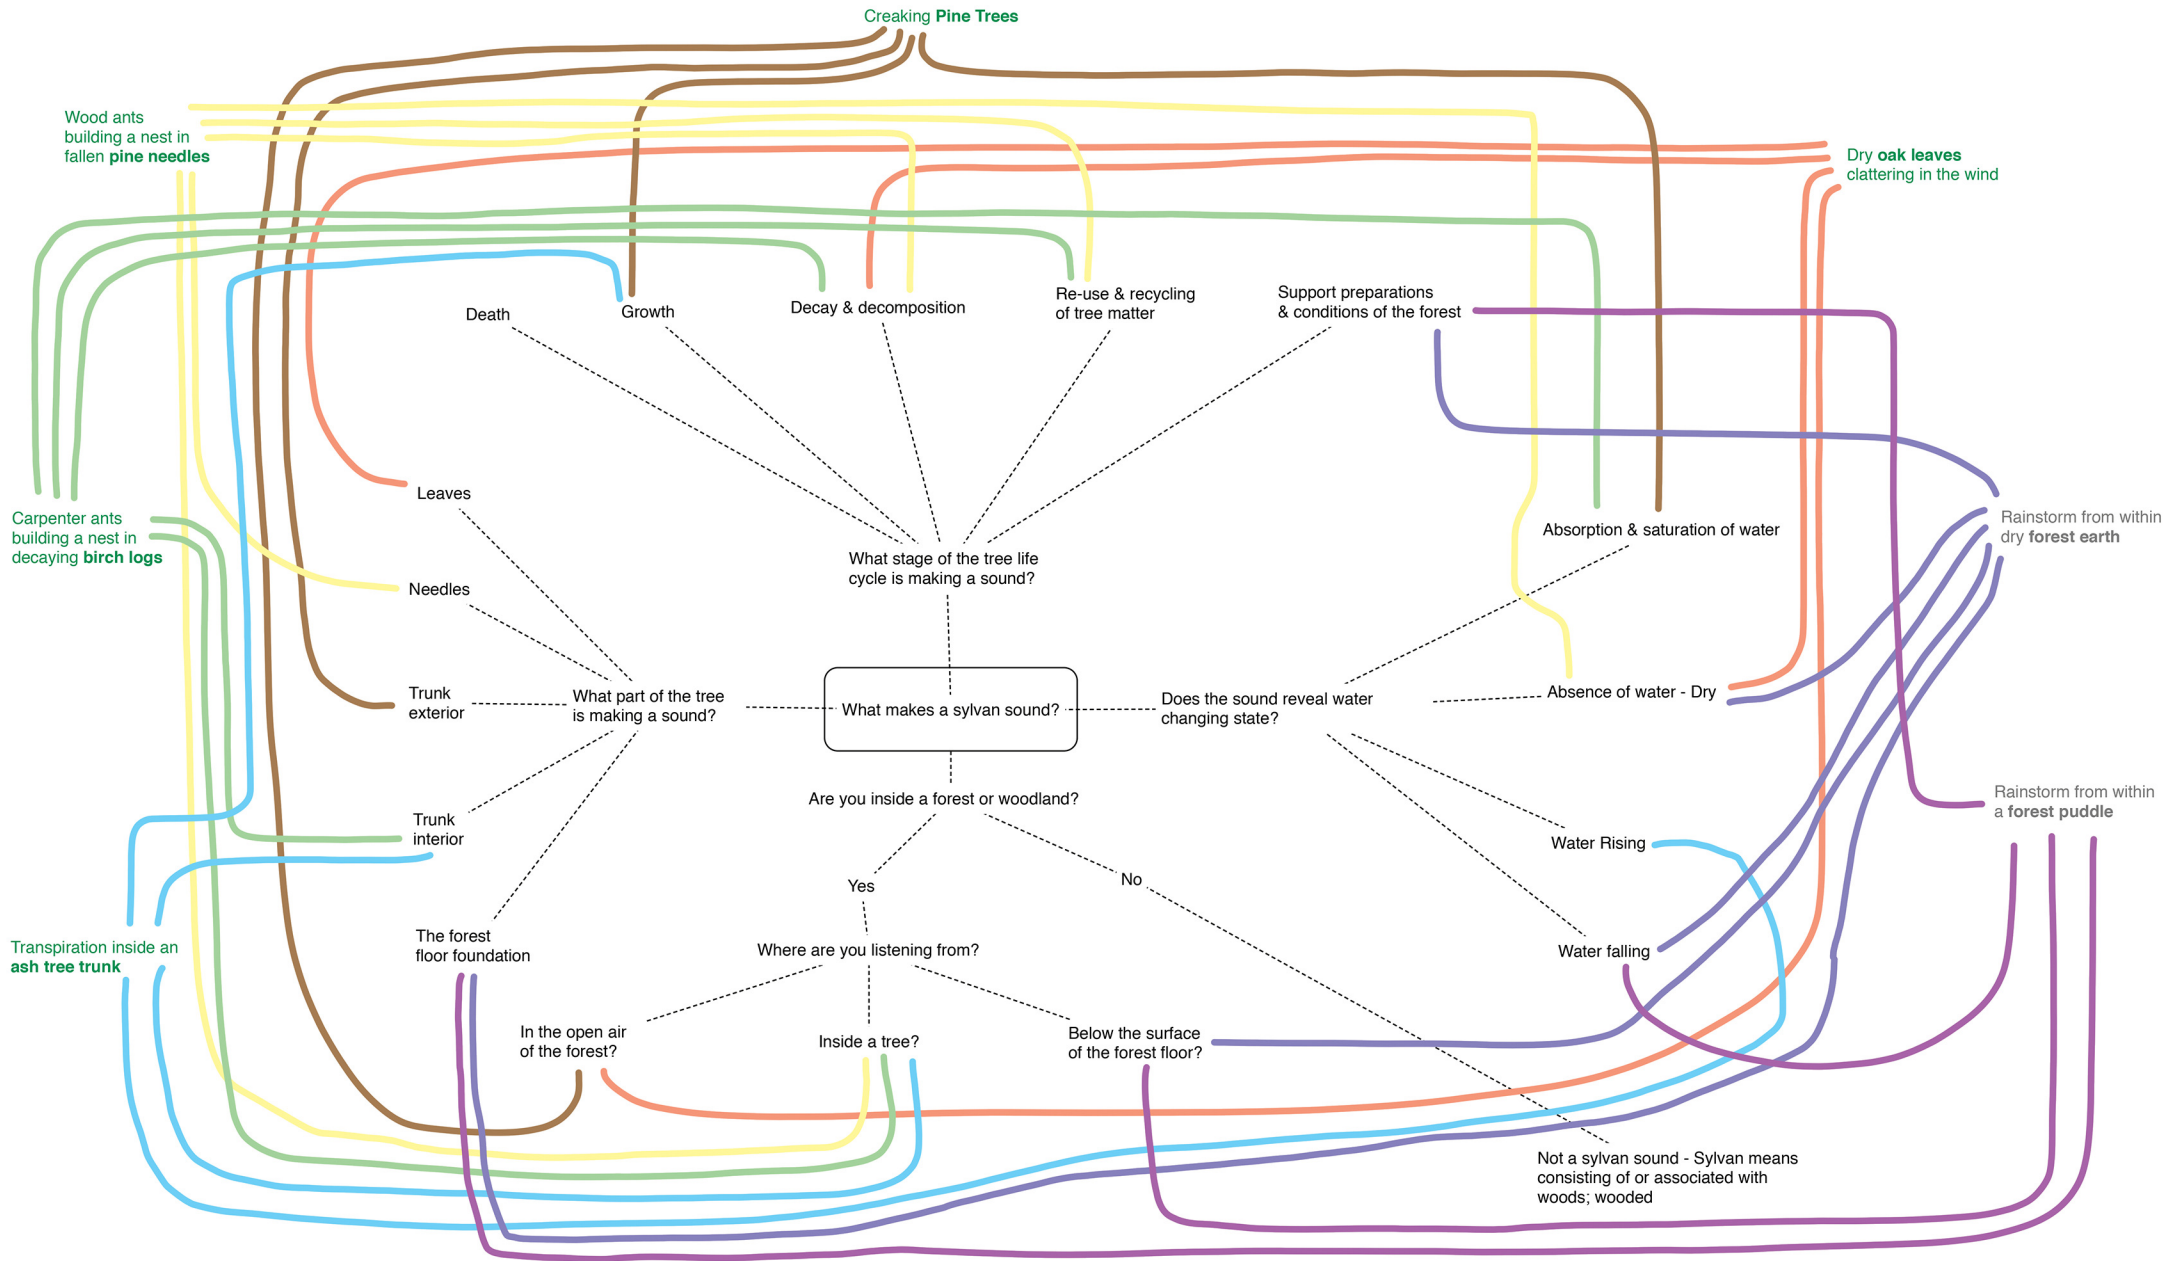 Creaking Pine Trees
Wood ants
building a nest in
fallen pine needles
Dry oak leaves
clattering in the wind
Death
Growth
Decay & decomposition
Re-use & recycling
of tree matter
Support preparations
& conditions of the forest
Leaves
Carpenter ants
building a nest in
decaying birch logs
Rainstorm from within
dry forest earth
Absorption & saturation of water
What stage of the tree life
cycle is making a sound?
Needles
Trunk
exterior
What part of the tree
is making a sound?
What makes a sylvan sound?
Does the sound reveal water
changing state?
Absence of water - Dry
Are you inside a forest or woodland?
Rainstorm from within
a forest puddle
Trunk
interior
Water Rising
Yes
No
The forest
floor foundation
Where are you listening from?
Water falling
Transpiration inside an
ash tree trunk
In the open air
of the forest?
Inside a tree?
Below the surface
of the forest floor?
Not a sylvan sound - Sylvan means
consisting of or associated with
woods; wooded